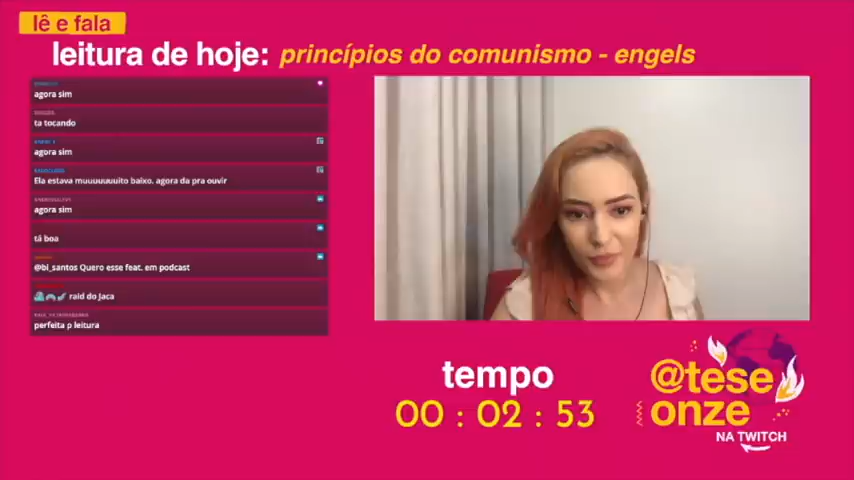 lê e fala
leitura de hoje: princípios do comunismo - engels
agora sim
ta tocando
agora sim
Ela estava muuuuuuuito baixo. agora da pra ouvir
agora sim
tá boa
@bi_santos Quero esse feat. em podcast
raid do Jaca
perfeita p leitura
tempo
00 : 02 : 53
@tese
onze
NA TWITCH